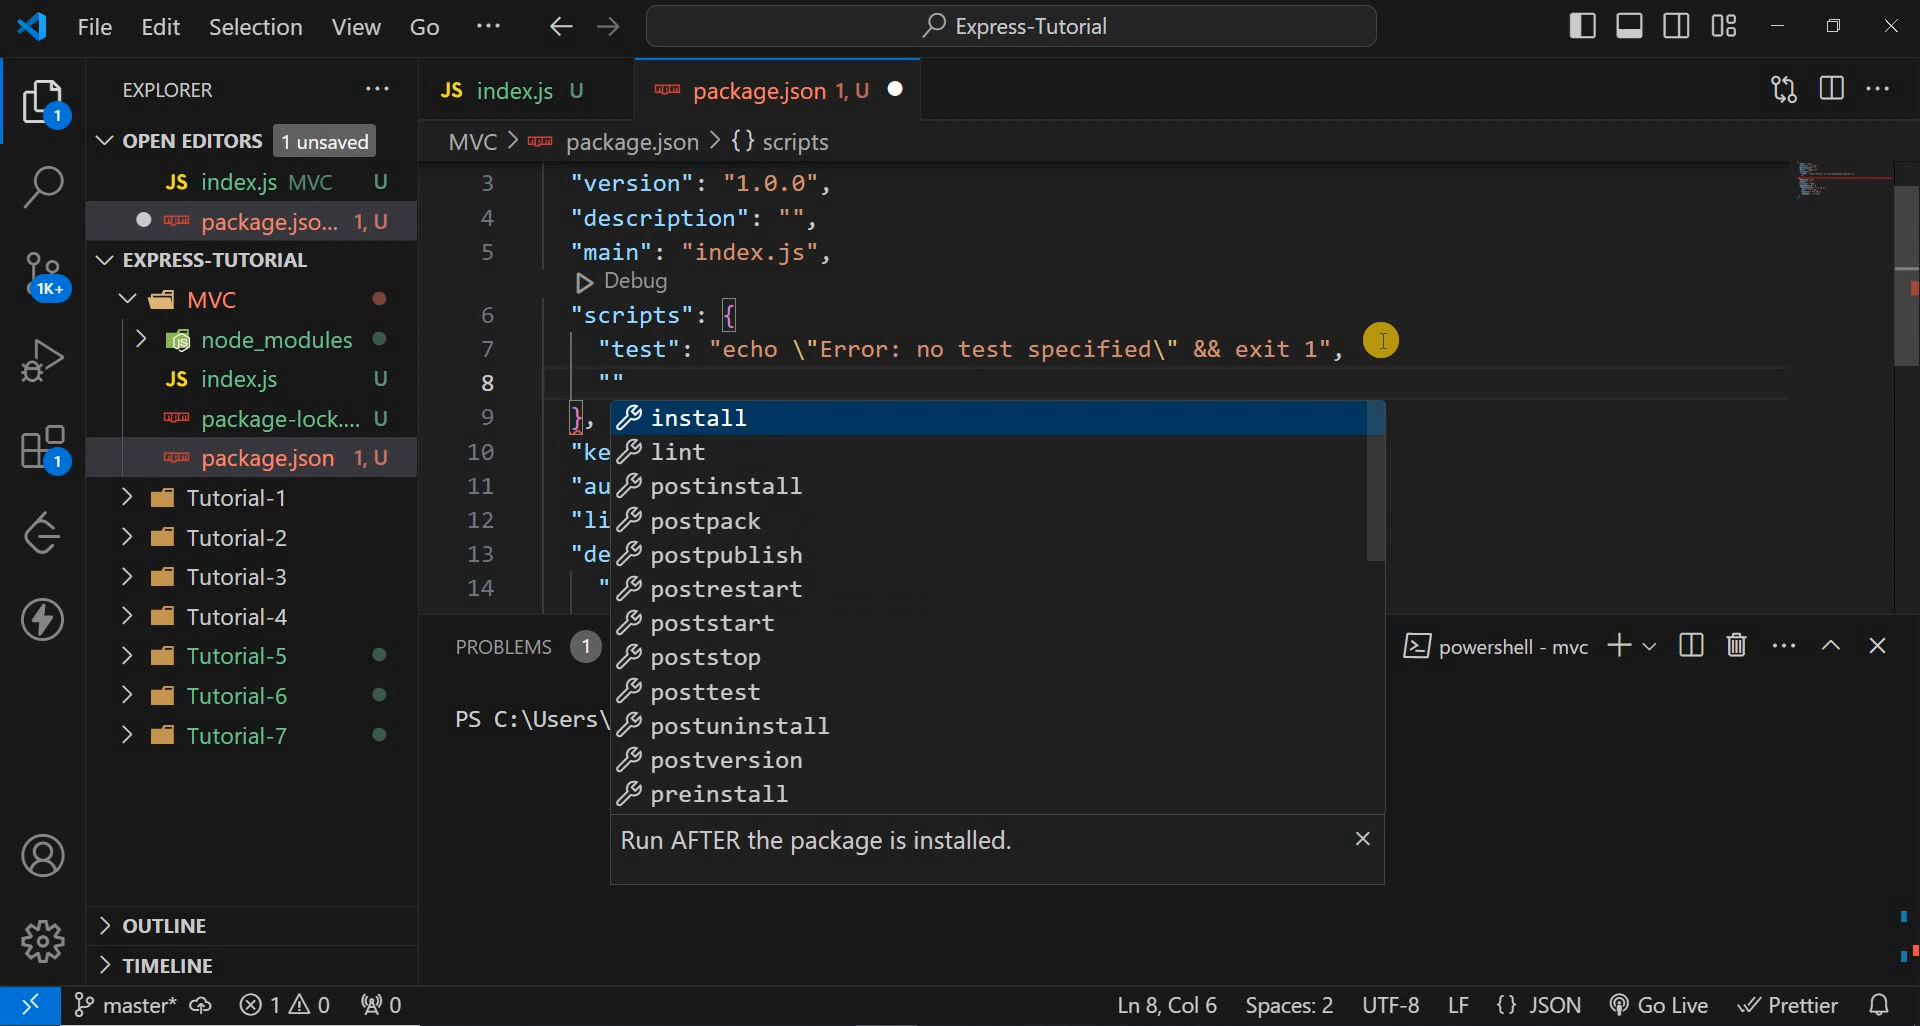 File Edit Selection View Go ··· Express-Tutorial
EXPLORER ···
JS index.js U
package.json 1, U
OPEN EDITORS 1 unsaved
JS index.js MVC U
package.jso... 1, U
EXPRESS-TUTORIAL
MVC
node_modules
JS index.js U
package-lock.... U
package.json 1, U
Tutorial-1
Tutorial-2
Tutorial-3
Tutorial-4
Tutorial-5
Tutorial-6
Tutorial-7
OUTLINE
TIMELINE
1
1K+
1
MVC > package.json > {} scripts
3 "version": "1.0.0",
4 "description": "",
5 "main": "index.js",
Debug
6 "scripts": {
7 "test": "echo \"Error: no test specified\" && exit 1",
8 ""
9 },
10 "ke
11 "au
12 "li
13 "de
14 "
install
lint
postinstall
postpack
postpublish
postrestart
poststart
poststop
posttest
postuninstall
postversion
preinstall
Run AFTER the package is installed.
PROBLEMS 1
powershell - mvc
PS C:\Users\
master* 1 0 0
Ln 8, Col 6 Spaces: 2 UTF-8 LF {} JSON Go Live Prettier